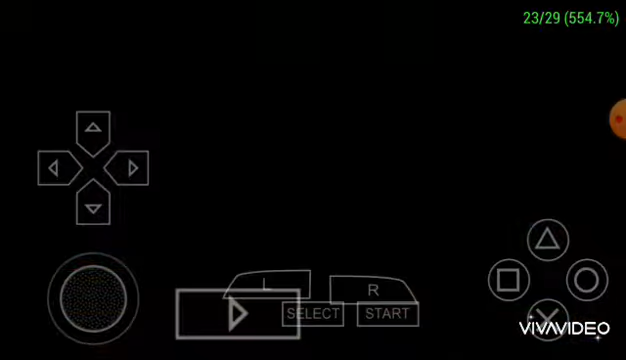 23/29 (554.7%)
L
R
SELECT
START
VIVAVIDEO